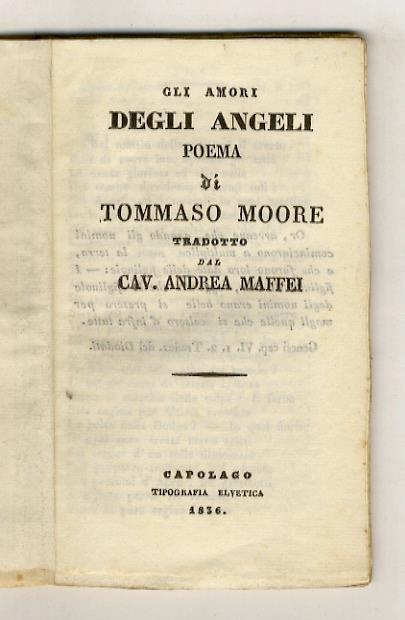 GLI AMORI
DEGLI ANGELI
POEMA
di
TOMMASO MOORE
TRADOTTO
DAL
CAV. ANDREA MAFFEI
CAPOLAGO
TIPOGRAFIA ELVETICA
1836.